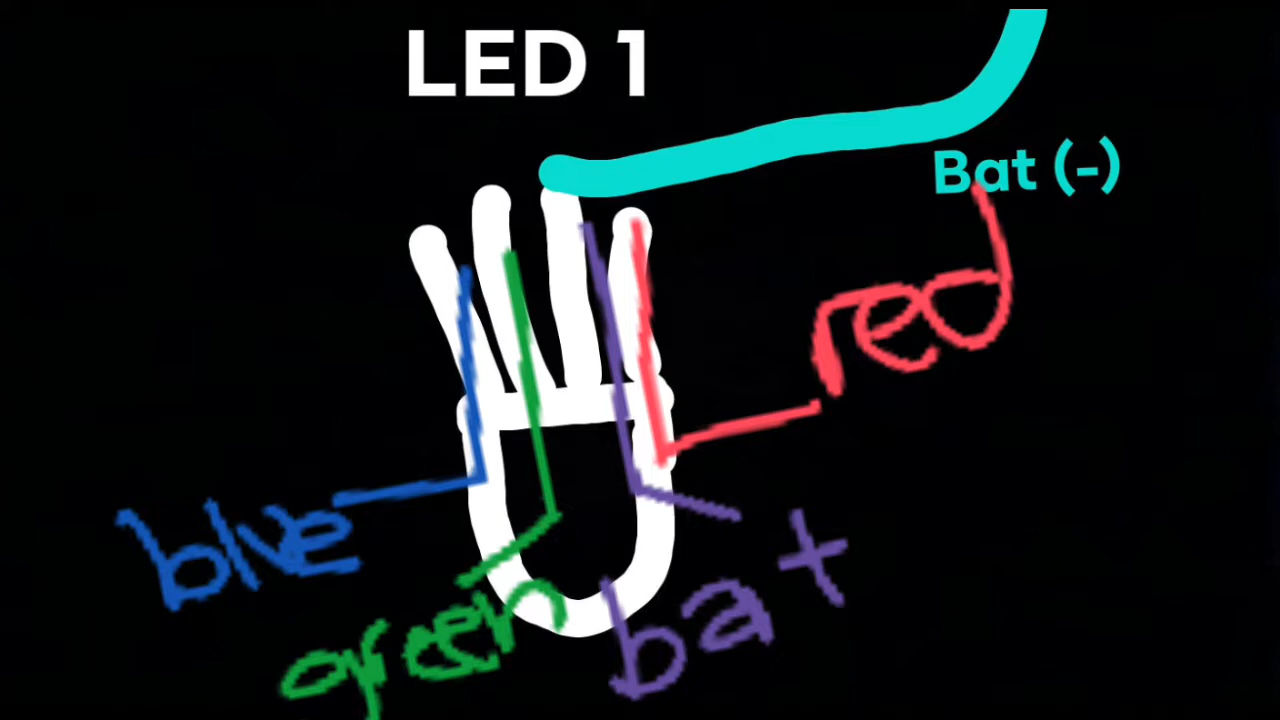 LED 1
Bat (-)
red
blue
green
bat